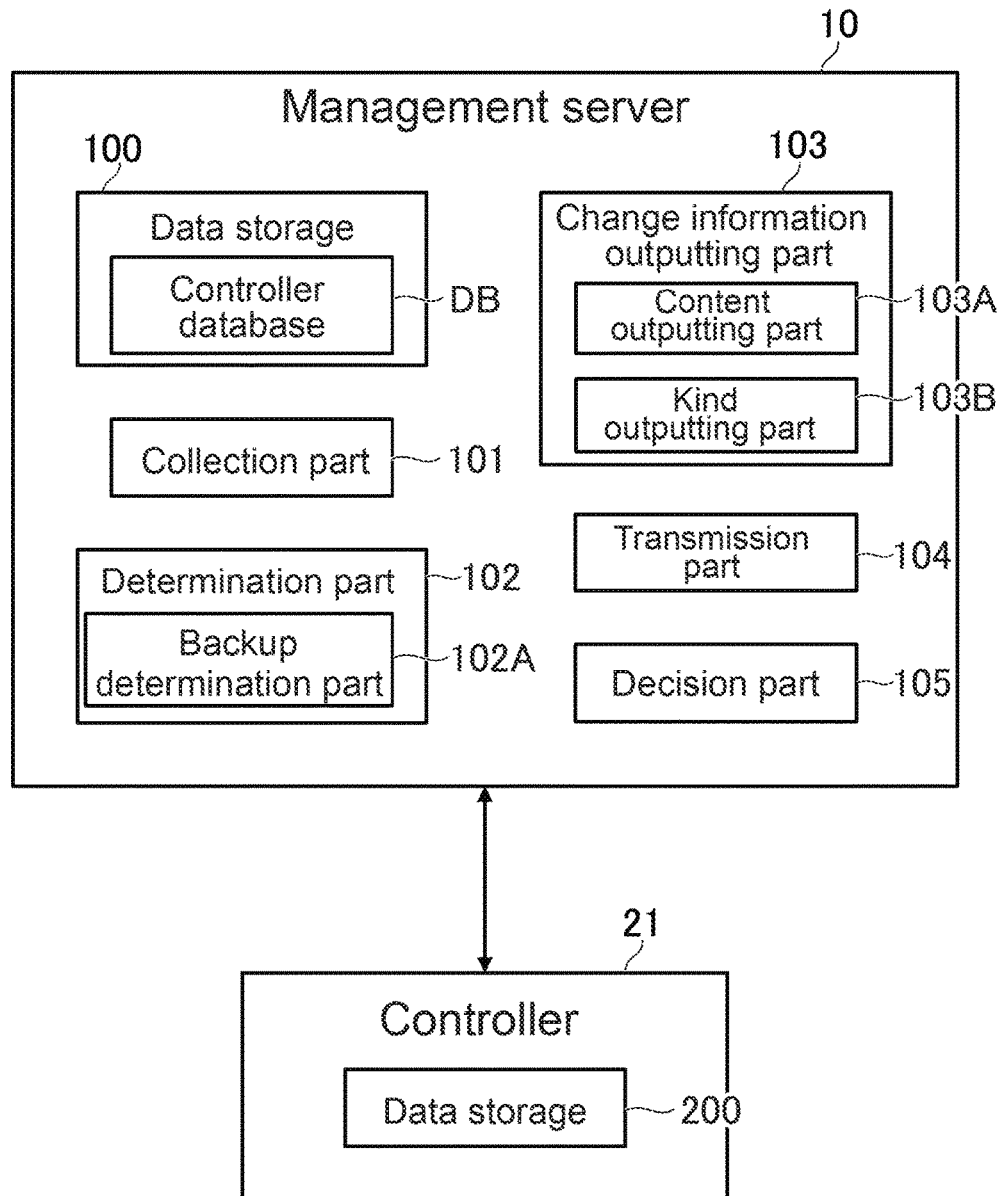 10
Management server
100
Data storage
Controller
database
DB
Collection part
101
Determination part
102
Backup
determination part
102A
103
Change information
outputting part
Content
outputting part
103A
Kind
outputting part
103B
Transmission
part
104
Decision part
105
21
Controller
Data storage
200